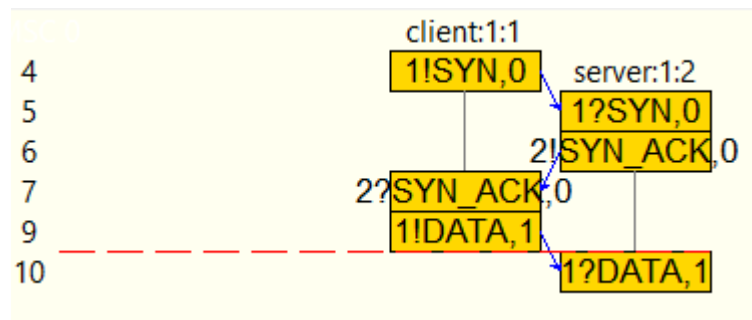 client:1:1
4 1!SYN,0 server:1:2
5 1?SYN,0
6 2!SYN_ACK,0
7 2?SYN_ACK,0
9 1!DATA,1
10 1?DATA,1